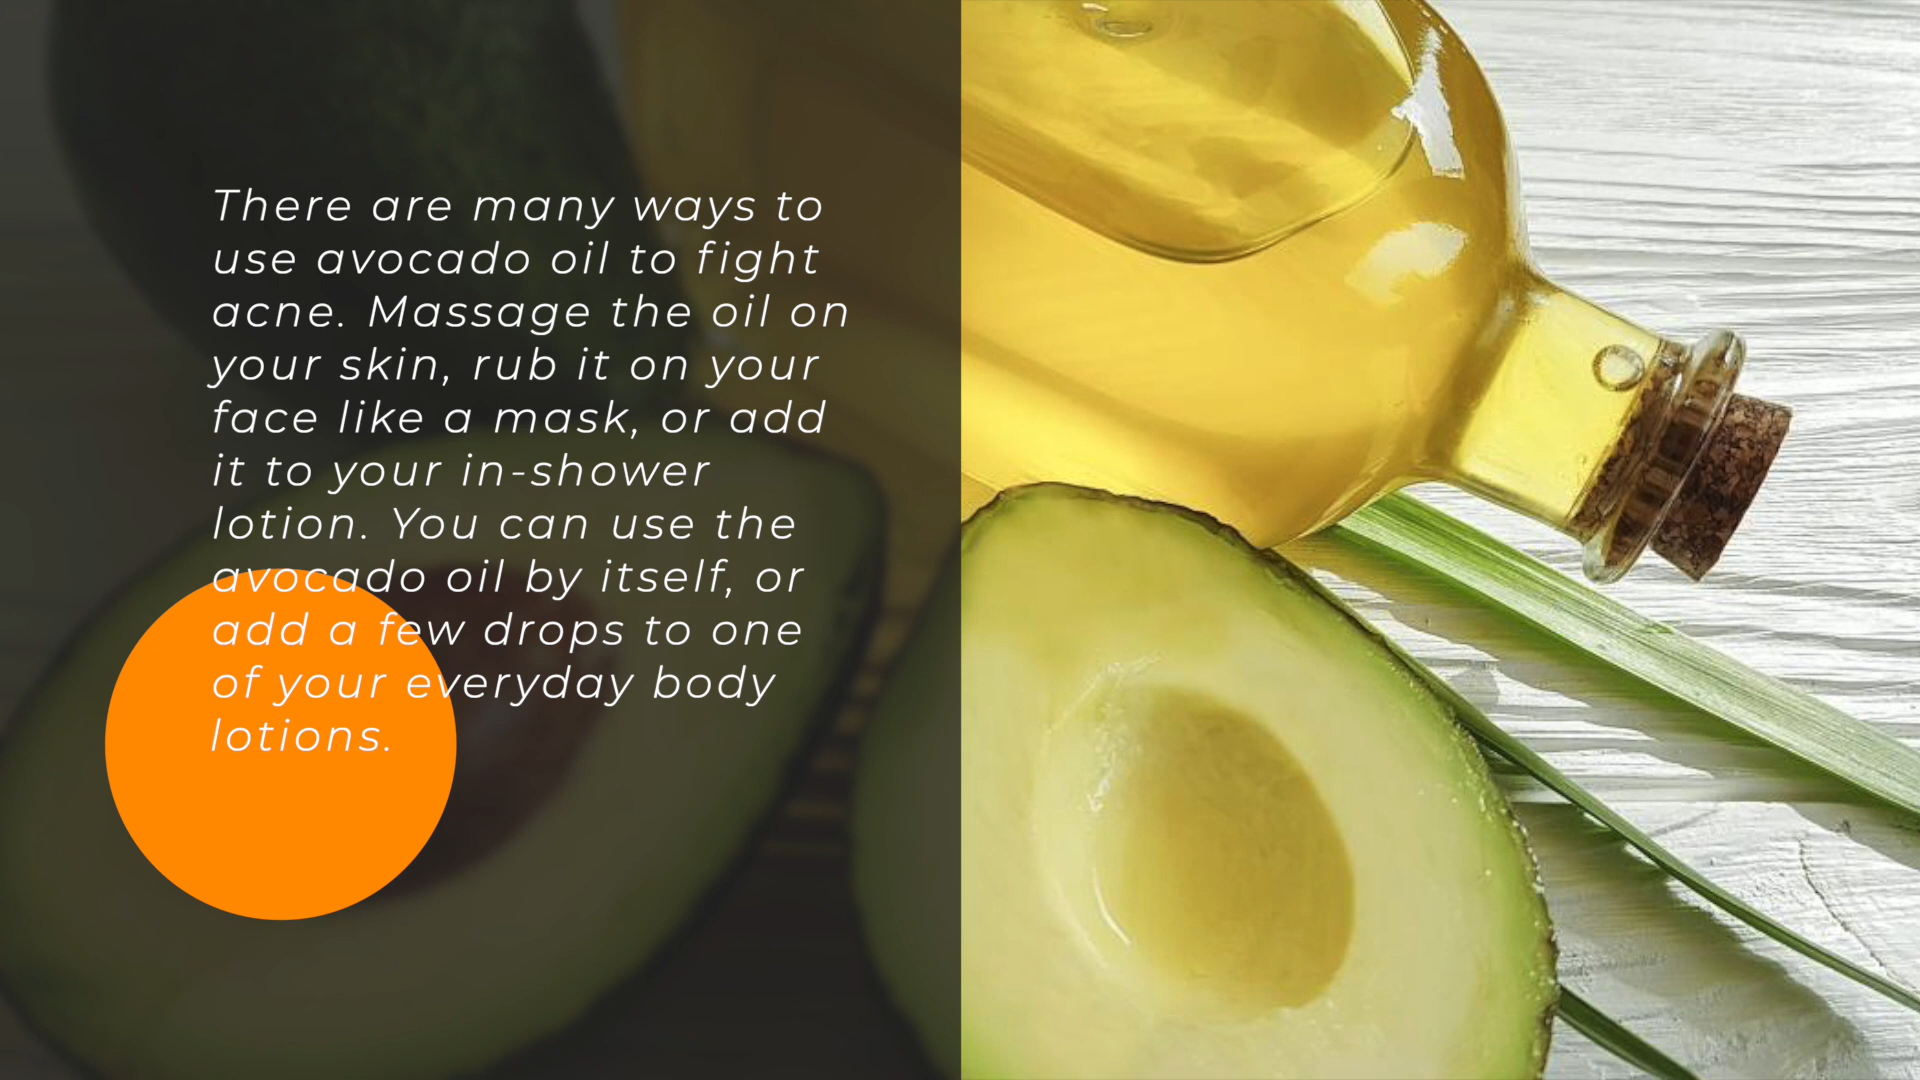 There are many ways to
use avocado oil to fight
acne. Massage the oil on
your skin, rub it on your
face like a mask, or add
it to your in-shower
lotion. You can use the
avocado oil by itself, or
add a few drops to one
of your everyday body
lotions.